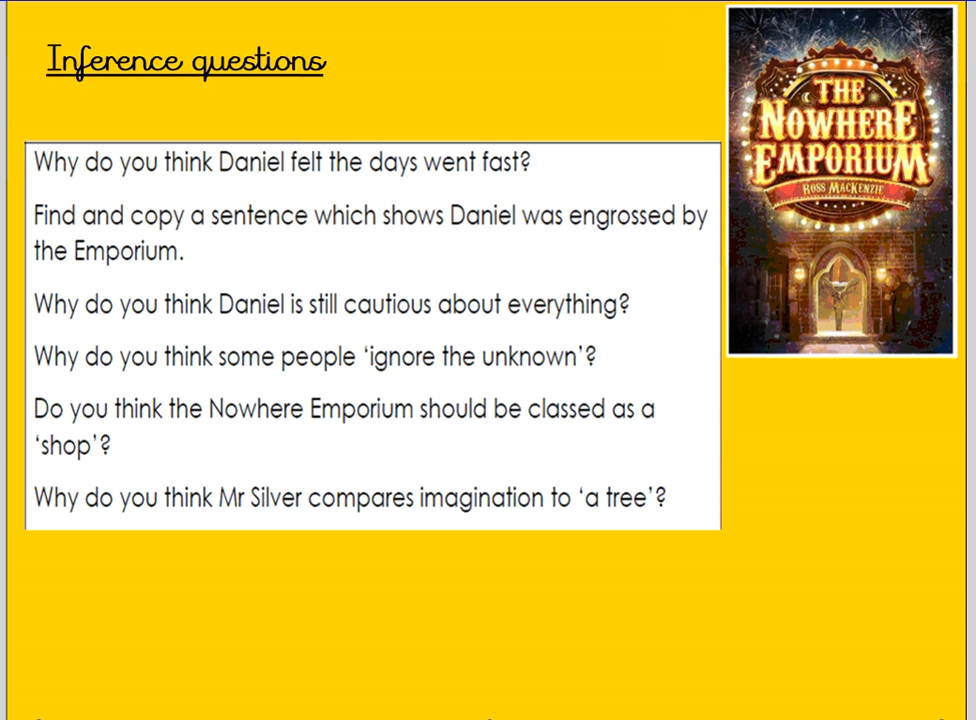 Inference questions
THE
NOWHERE
EMPORIUM
ROSS MACKENZIE
Why do you think Daniel felt the days went fast?
Find and copy a sentence which shows Daniel was engrossed by
the Emporium.
Why do you think Daniel is still cautious about everything?
Why do you think some people ‘ignore the unknown’?
Do you think the Nowhere Emporium should be classed as a
‘shop’?
Why do you think Mr Silver compares imagination to ‘a tree’?